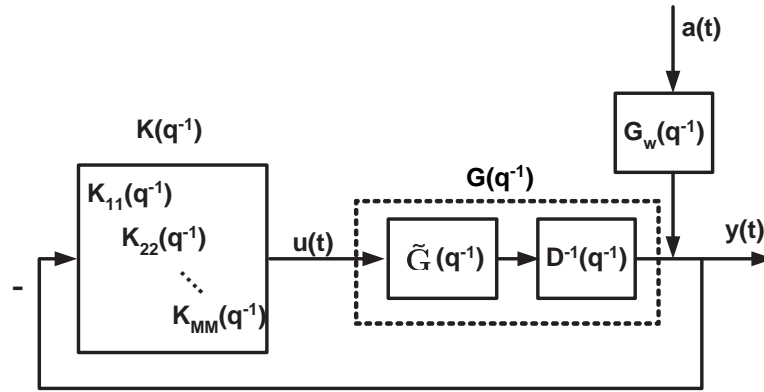 a(t)
K(q⁻¹)
G_w(q⁻¹)
G(q⁻¹)
K₁₁(q⁻¹)
K₂₂(q⁻¹)
K_MM(q⁻¹)
u(t)
G̃(q⁻¹)
D⁻¹(q⁻¹)
y(t)
-